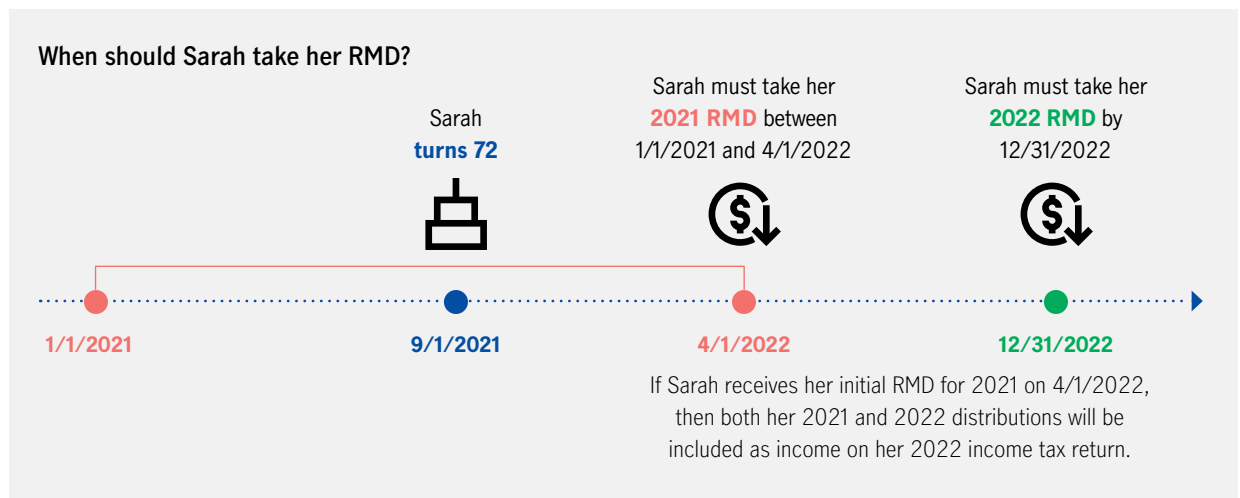 When should Sarah take her RMD?
Sarah
turns 72
Sarah must take her
2021 RMD between
1/1/2021 and 4/1/2022
Sarah must take her
2022 RMD by
12/31/2022
$
$
1/1/2021
9/1/2021
4/1/2022
12/31/2022
If Sarah receives her initial RMD for 2021 on 4/1/2022,
then both her 2021 and 2022 distributions will be
included as income on her 2022 income tax return.